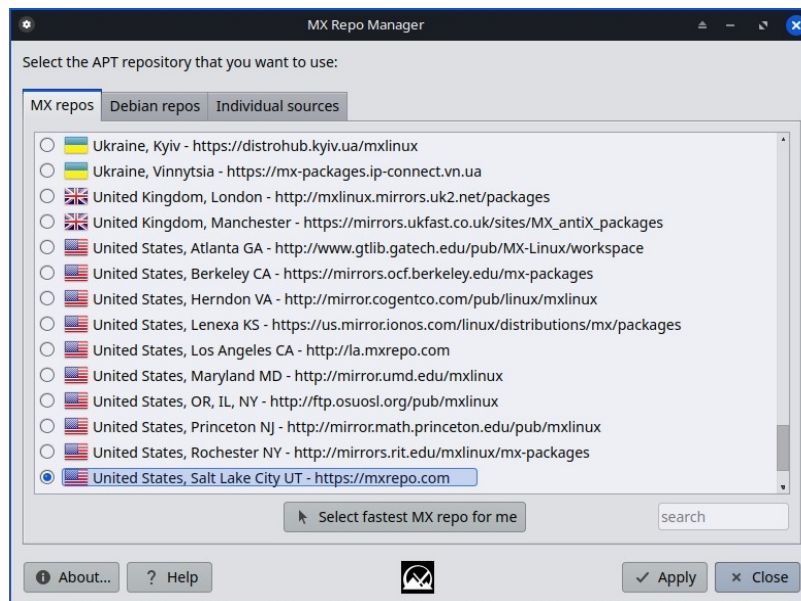 MX Repo Manager
Select the APT repository that you want to use:
MX repos Debian repos Individual sources
Ukraine, Kyiv - https://distrohub.kyiv.ua/mxlinux
Ukraine, Vinnytsia - https://mx-packages.ip-connect.vn.ua
United Kingdom, London - http://mxlinux.mirrors.uk2.net/packages
United Kingdom, Manchester - https://mirrors.ukfast.co.uk/sites/MX_antiX_packages
United States, Atlanta GA - http://www.gtlib.gatech.edu/pub/MX-Linux/workspace
United States, Berkeley CA - https://mirrors.ocf.berkeley.edu/mx-packages
United States, Herndon VA - http://mirror.cogentco.com/pub/linux/mxlinux
United States, Lenexa KS - https://us.mirror.ionos.com/linux/distributions/mx/packages
United States, Los Angeles CA - http://la.mxrepo.com
United States, Maryland MD - http://mirror.umd.edu/mxlinux
United States, OR, IL, NY - http://ftp.osuosl.org/pub/mxlinux
United States, Princeton NJ - http://mirror.math.princeton.edu/pub/mxlinux
United States, Rochester NY - http://mirrors.rit.edu/mxlinux/mx-packages
United States, Salt Lake City UT - https://mxrepo.com
Select fastest MX repo for me search
About... ? Help Apply Close